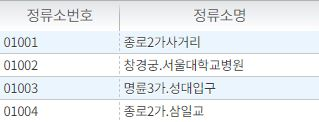 정류소번호 정류소명
01001 종로2가사거리
01002 창경궁.서울대학교병원
01003 명륜3가.성대입구
01004 종로2가.삼일교